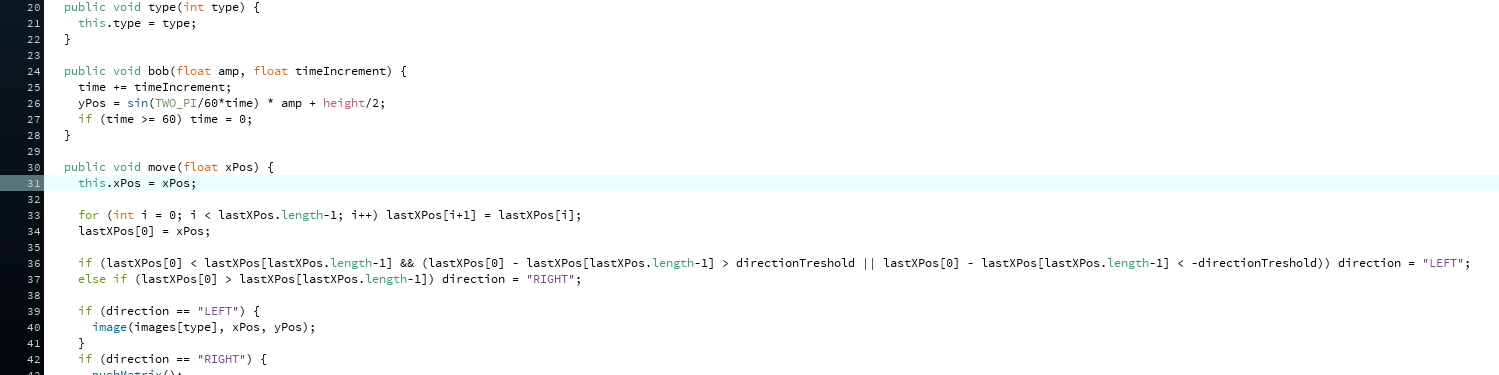 20 public void type(int type) {
21 this.type = type;
22 }
23
24 public void bob(float amp, float timeIncrement) {
25 time += timeIncrement;
26 yPos = sin(TWO_PI/60*time) * amp + height/2;
27 if (time >= 60) time = 0;
28 }
29
30 public void move(float xPos) {
31 this.xPos = xPos;
32
33 for (int i = 0; i < lastXPos.length-1; i++) lastXPos[i+1] = lastXPos[i];
34 lastXPos[0] = xPos;
35
36 if (lastXPos[0] < lastXPos[lastXPos.length-1] && (lastXPos[0] - lastXPos[lastXPos.length-1] > directionTreshold || lastXPos[0] - lastXPos[lastXPos.length-1] < -directionTreshold)) direction = "LEFT";
37 else if (lastXPos[0] > lastXPos[lastXPos.length-1]) direction = "RIGHT";
38
39 if (direction == "LEFT") {
40 image(images[type], xPos, yPos);
41 }
42 if (direction == "RIGHT") {
43 pushMatrix();